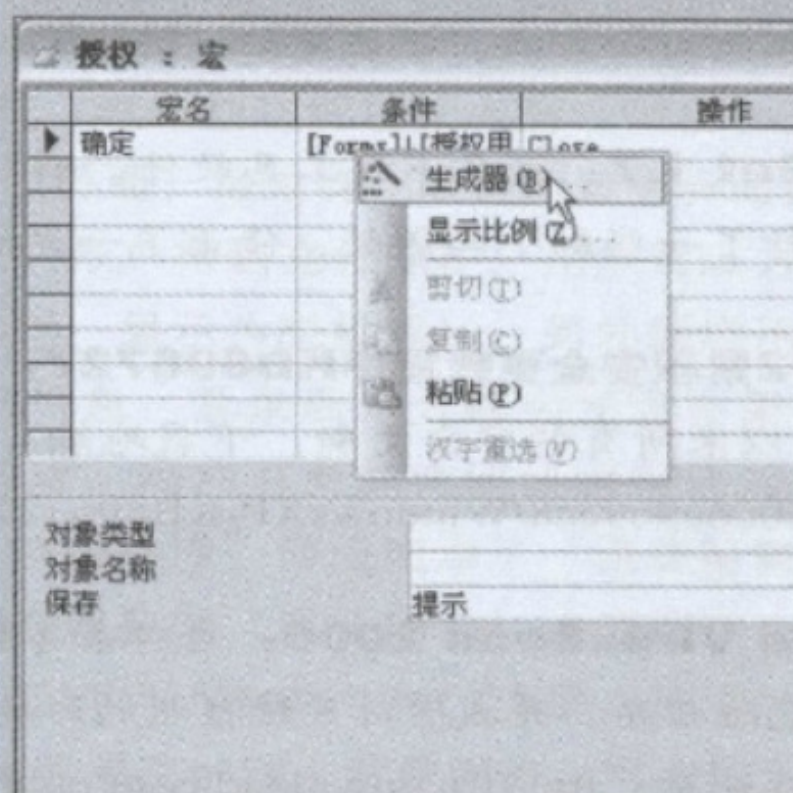 授权 : 宏
宏名 条件 操作
确定 [Forms]![授权用 Close
生成器(B)...
显示比例(Z)...
剪切(T)
复制(C)
粘贴(P)
汉字重选(V)
对象类型
对象名称
保存 提示